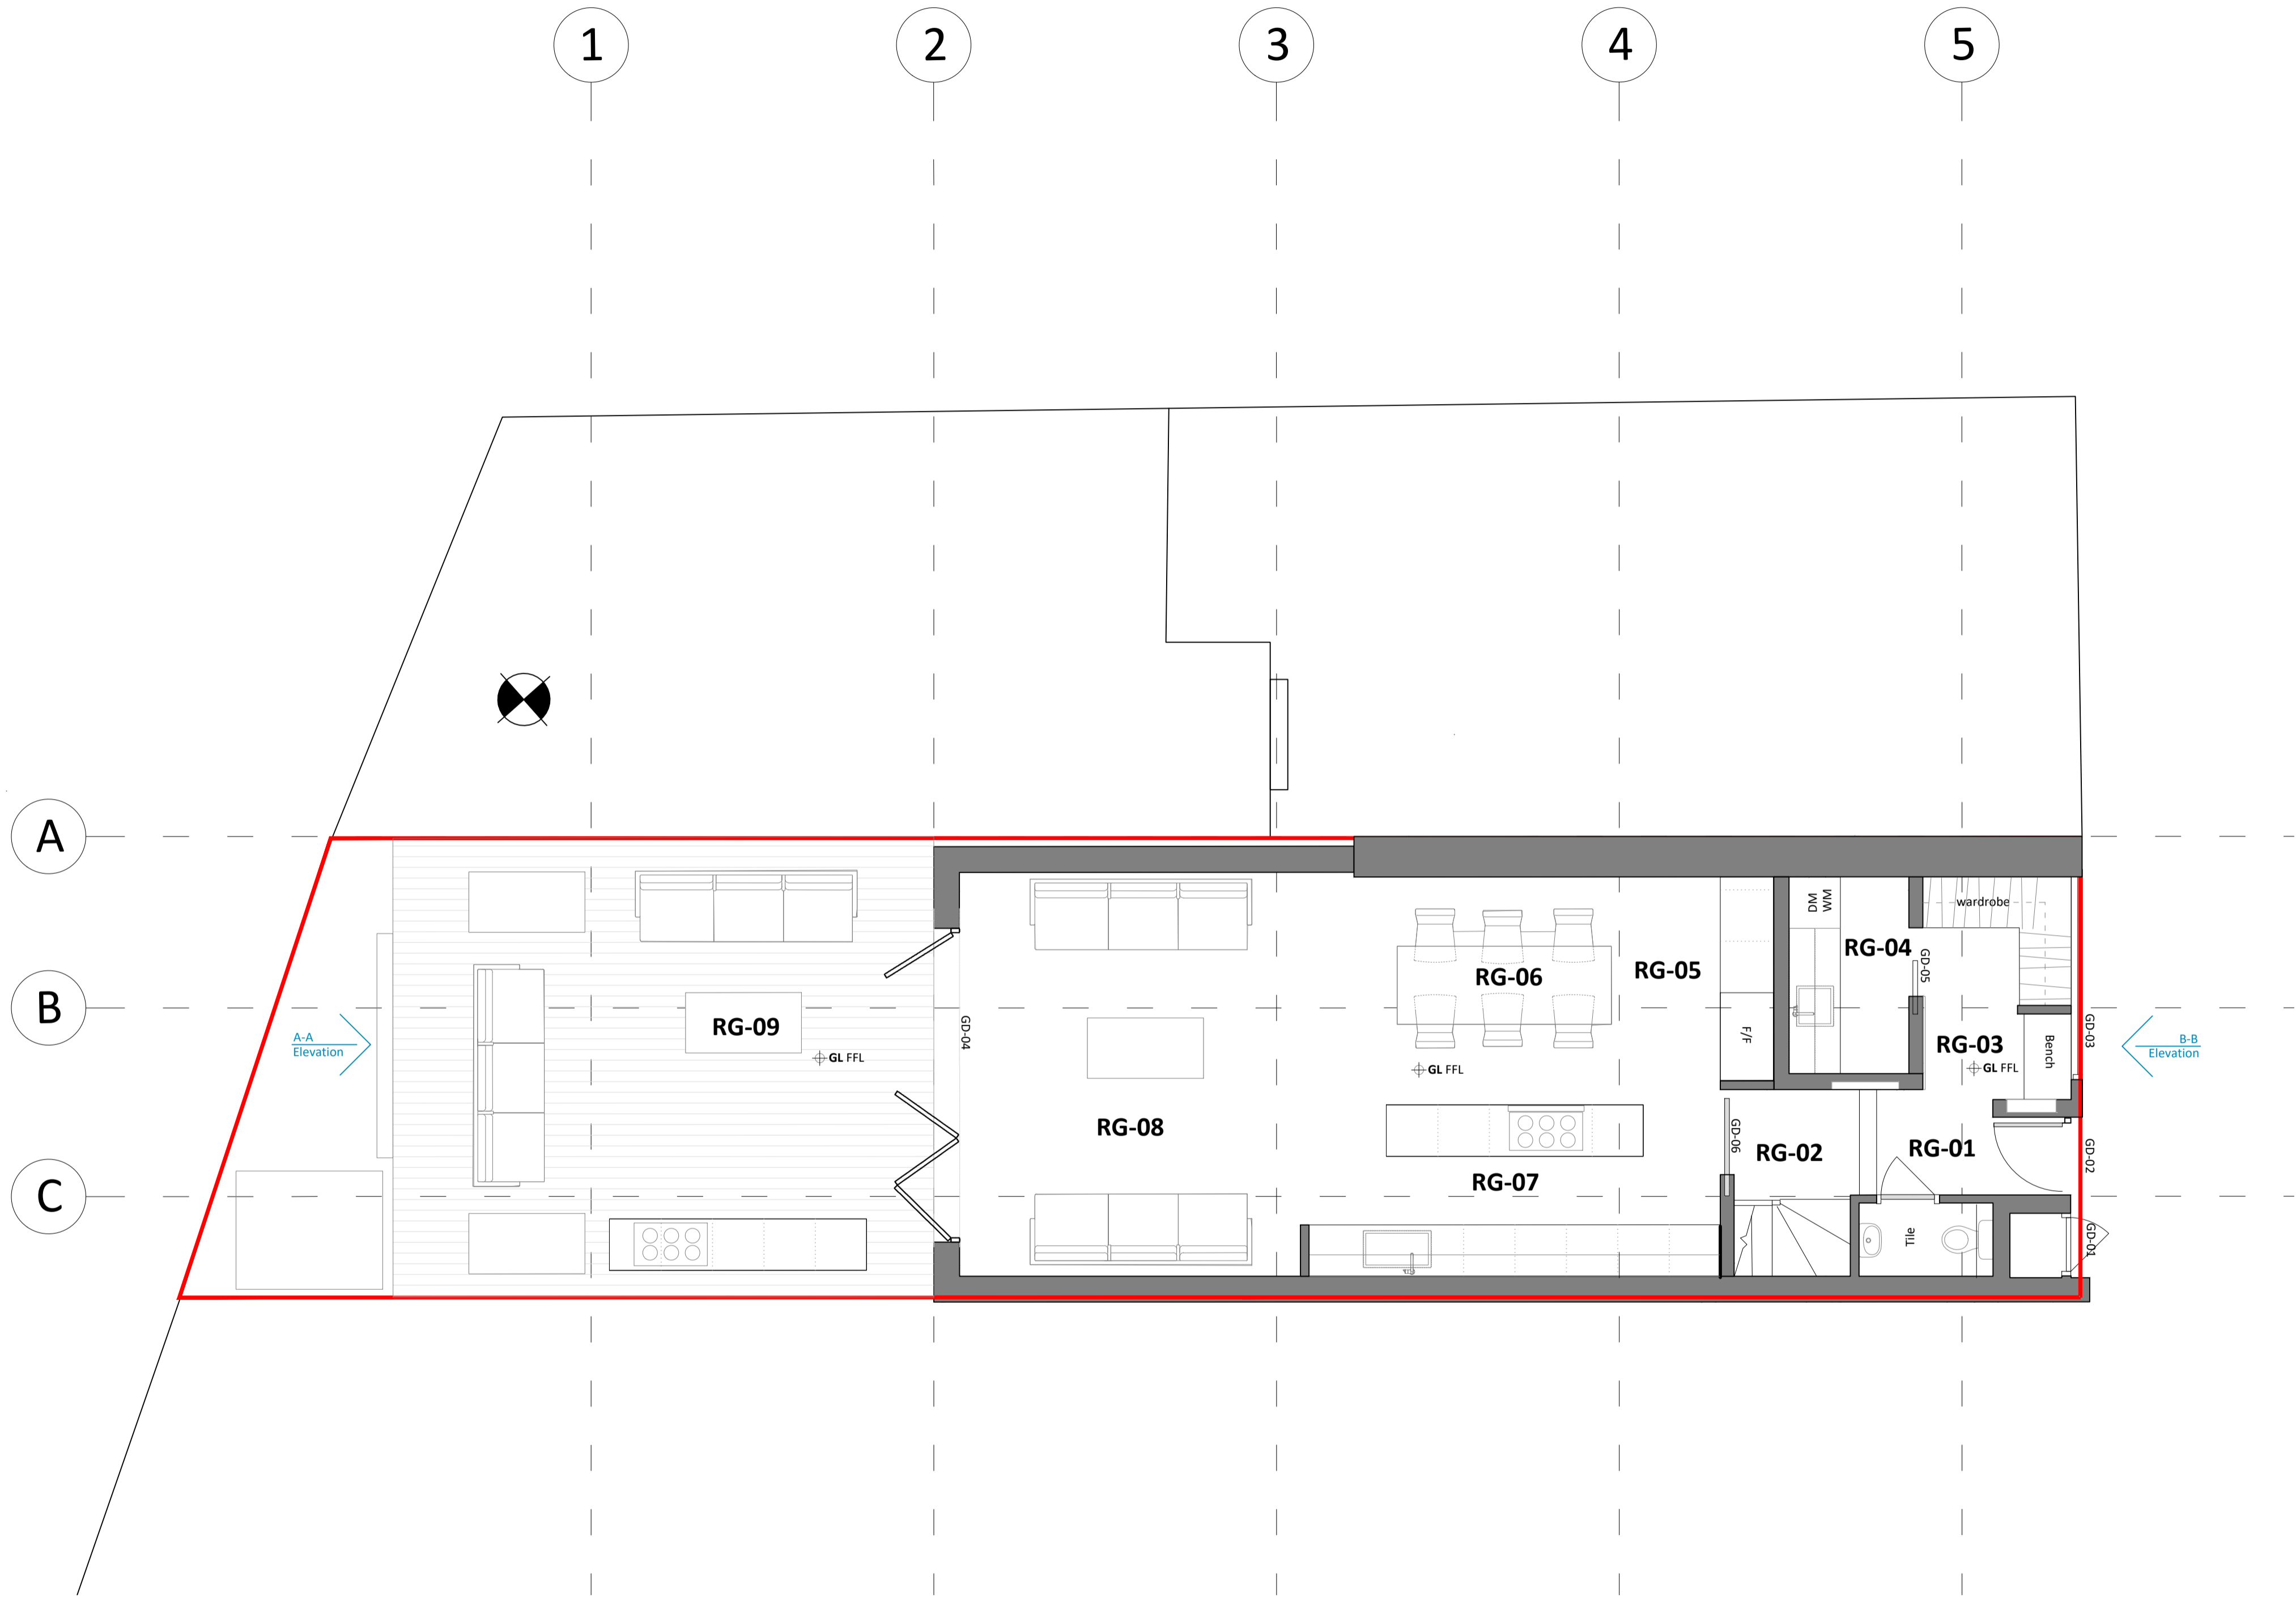 1
2
3
4
5
A
B
C
A-A
Elevation
B-B
Elevation
RG-09
GL FFL
GD-04
RG-08
RG-06
RG-05
GL FFL
RG-07
F/F
DM
WM
RG-04
GD-05
wardrobe
RG-03
GL FFL
Bench
GD-03
GD-06
RG-02
RG-01
GD-02
Tile
GD-01